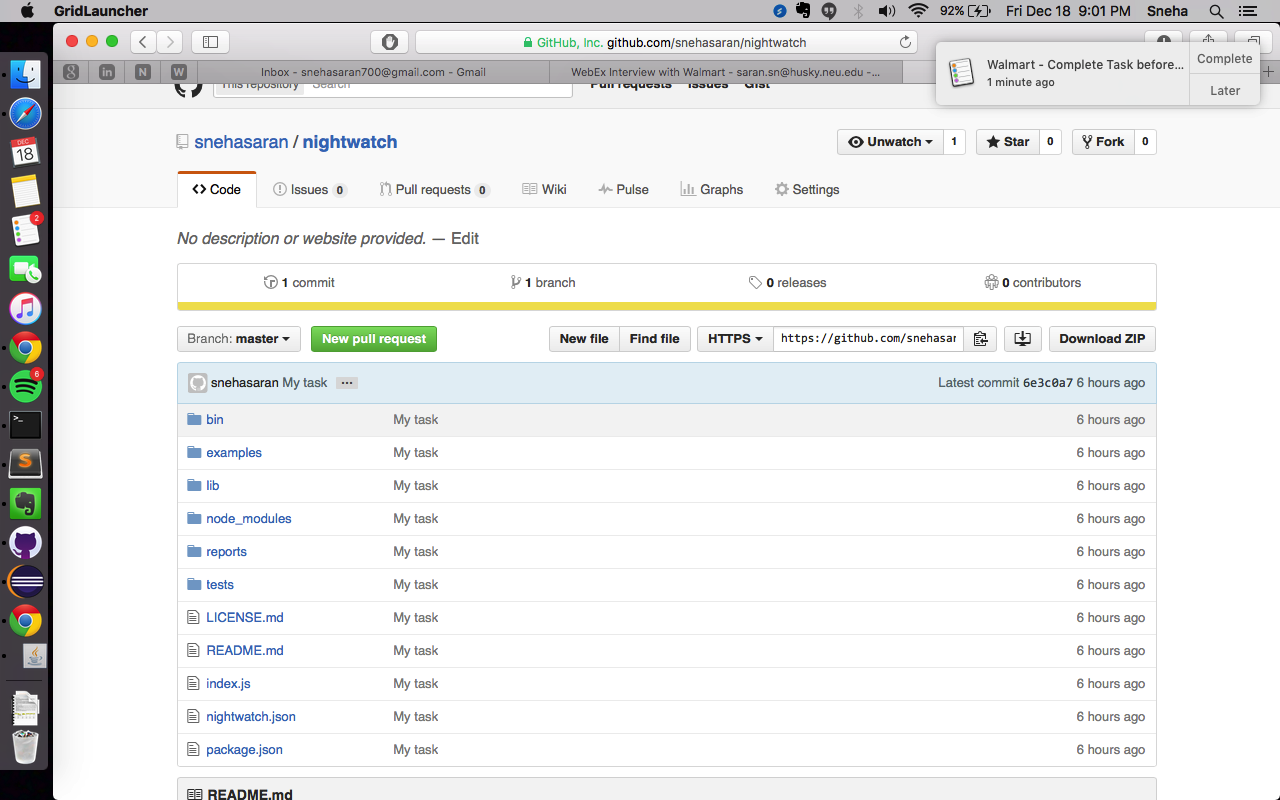 GridLauncher 92% Fri Dec 18 9:01 PM Sneha
GitHub, Inc. github.com/snehasaran/nightwatch
Inbox - snehasaran700@gmail.com - Gmail WebEx Interview with Walmart - saran.sn@husky.neu.edu -...
Walmart - Complete Task before...
1 minute ago
Complete
Later
This repository Search Pull requests Issues Gist
snehasaran / nightwatch
Unwatch 1 Star 0 Fork 0
Code Issues 0 Pull requests 0 Wiki Pulse Graphs Settings
No description or website provided. — Edit
1 commit 1 branch 0 releases 0 contributors
Branch: master New pull request New file Find file HTTPS https://github.com/snehasar Download ZIP
snehasaran My task ... Latest commit 6e3c0a7 6 hours ago
bin My task 6 hours ago
examples My task 6 hours ago
lib My task 6 hours ago
node_modules My task 6 hours ago
reports My task 6 hours ago
tests My task 6 hours ago
LICENSE.md My task 6 hours ago
README.md My task 6 hours ago
index.js My task 6 hours ago
nightwatch.json My task 6 hours ago
package.json My task 6 hours ago
README.md
DEC
18
2
6